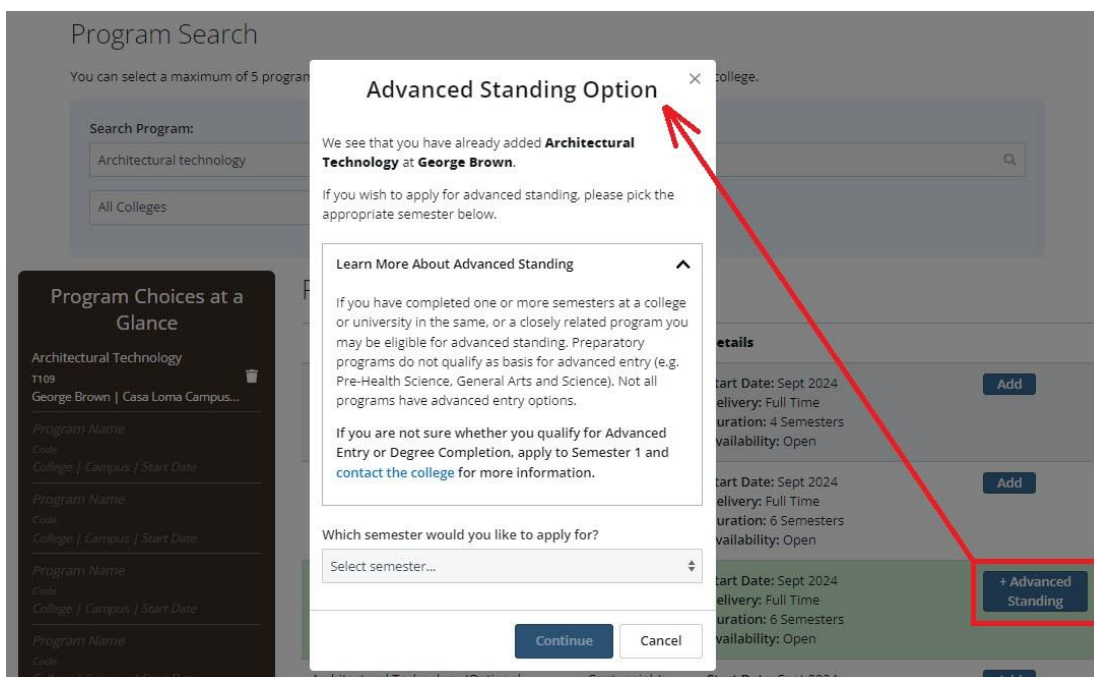 Program Search
You can select a maximum of 5 program
college.
Search Program:
Architectural technology
All Colleges
Program Choices at a
Glance
Architectural Technology
T109
George Brown | Casa Loma Campus...
Program Name
Code
College | Campus | Start Date
Program Name
Code
College | Campus | Start Date
Program Name
Code
College | Campus | Start Date
Program Name
Code
Advanced Standing Option
We see that you have already added Architectural
Technology at George Brown.
If you wish to apply for advanced standing, please pick the
appropriate semester below.
Learn More About Advanced Standing
If you have completed one or more semesters at a college
or university in the same, or a closely related program you
may be eligible for advanced standing. Preparatory
programs do not qualify as basis for advanced entry (e.g.
Pre-Health Science, General Arts and Science). Not all
programs have advanced entry options.
If you are not sure whether you qualify for Advanced
Entry or Degree Completion, apply to Semester 1 and
contact the college for more information.
Which semester would you like to apply for?
Select semester...
Continue
Cancel
etails
tart Date: Sept 2024
elivery: Full Time
uration: 4 Semesters
vailability: Open
Add
tart Date: Sept 2024
elivery: Full Time
uration: 6 Semesters
vailability: Open
Add
tart Date: Sept 2024
elivery: Full Time
uration: 6 Semesters
vailability: Open
+ Advanced
Standing